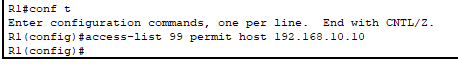 R1#conf t
Enter configuration commands, one per line.  End with CNTL/Z.
R1(config)#access-list 99 permit host 192.168.10.10
R1(config)#